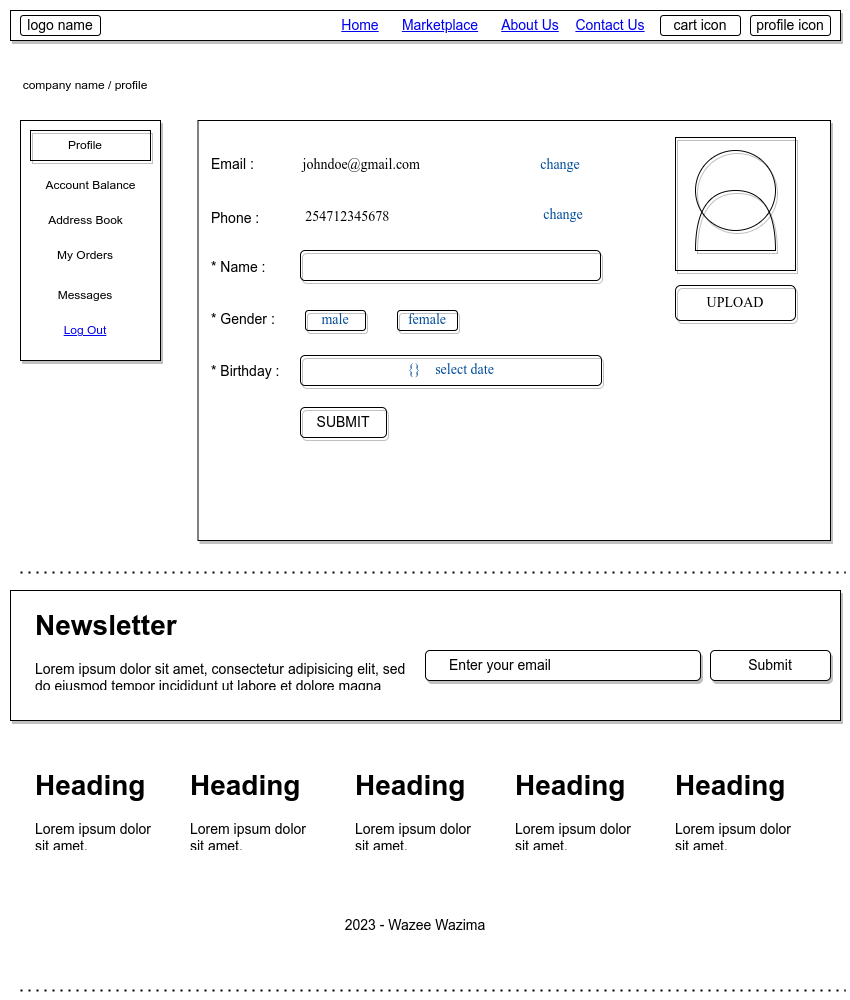 logo name Home Marketplace About Us Contact Us cart icon profile icon
company name / profile
Profile
Account Balance
Address Book
My Orders
Messages
Log Out
Email : johndoe@gmail.com change
Phone : 254712345678 change
* Name :
* Gender : male female
* Birthday : {} select date
SUBMIT
UPLOAD
Newsletter
Lorem ipsum dolor sit amet, consectetur adipisicing elit, sed
do eiusmod tempor incididunt ut labore et dolore magna
Enter your email Submit
Heading Heading Heading Heading Heading
Lorem ipsum dolor Lorem ipsum dolor Lorem ipsum dolor Lorem ipsum dolor Lorem ipsum dolor
sit amet. sit amet. sit amet. sit amet. sit amet.
2023 - Wazee Wazima